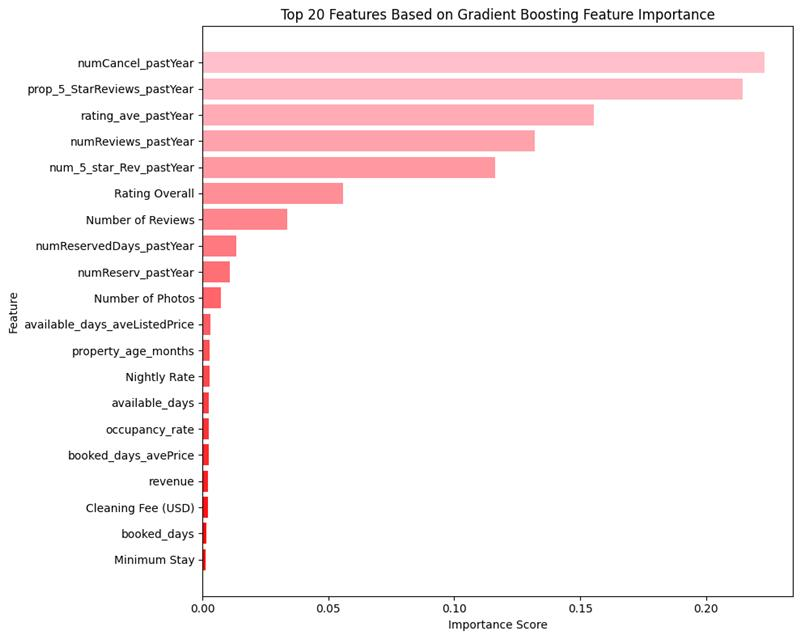 Top 20 Features Based on Gradient Boosting Feature Importance
Feature
numCancel_pastYear
prop_5_StarReviews_pastYear
rating_ave_pastYear
numReviews_pastYear
num_5_star_Rev_pastYear
Rating Overall
Number of Reviews
numReservedDays_pastYear
numReserv_pastYear
Number of Photos
available_days_aveListedPrice
property_age_months
Nightly Rate
available_days
occupancy_rate
booked_days_avePrice
revenue
Cleaning Fee (USD)
booked_days
Minimum Stay
0.00 0.05 0.10 0.15 0.20
Importance Score